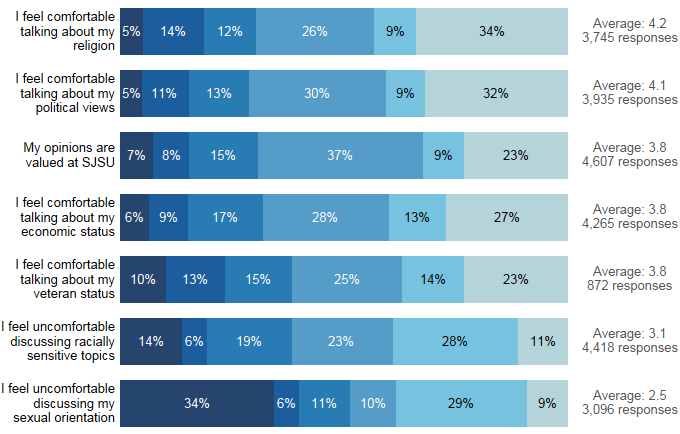 I feel comfortable
talking about my
religion
5% 14% 12% 26% 9% 34%
Average: 4.2
3,745 responses
I feel comfortable
talking about my
political views
5% 11% 13% 30% 9% 32%
Average: 4.1
3,935 responses
My opinions are
valued at SJSU
7% 8% 15% 37% 9% 23%
Average: 3.8
4,607 responses
I feel comfortable
talking about my
economic status
6% 9% 17% 28% 13% 27%
Average: 3.8
4,265 responses
I feel comfortable
talking about my
veteran status
10% 13% 15% 25% 14% 23%
Average: 3.8
872 responses
I feel uncomfortable
discussing racially
sensitive topics
14% 6% 19% 23% 28% 11%
Average: 3.1
4,418 responses
I feel uncomfortable
discussing my
sexual orientation
34% 6% 11% 10% 29% 9%
Average: 2.5
3,096 responses